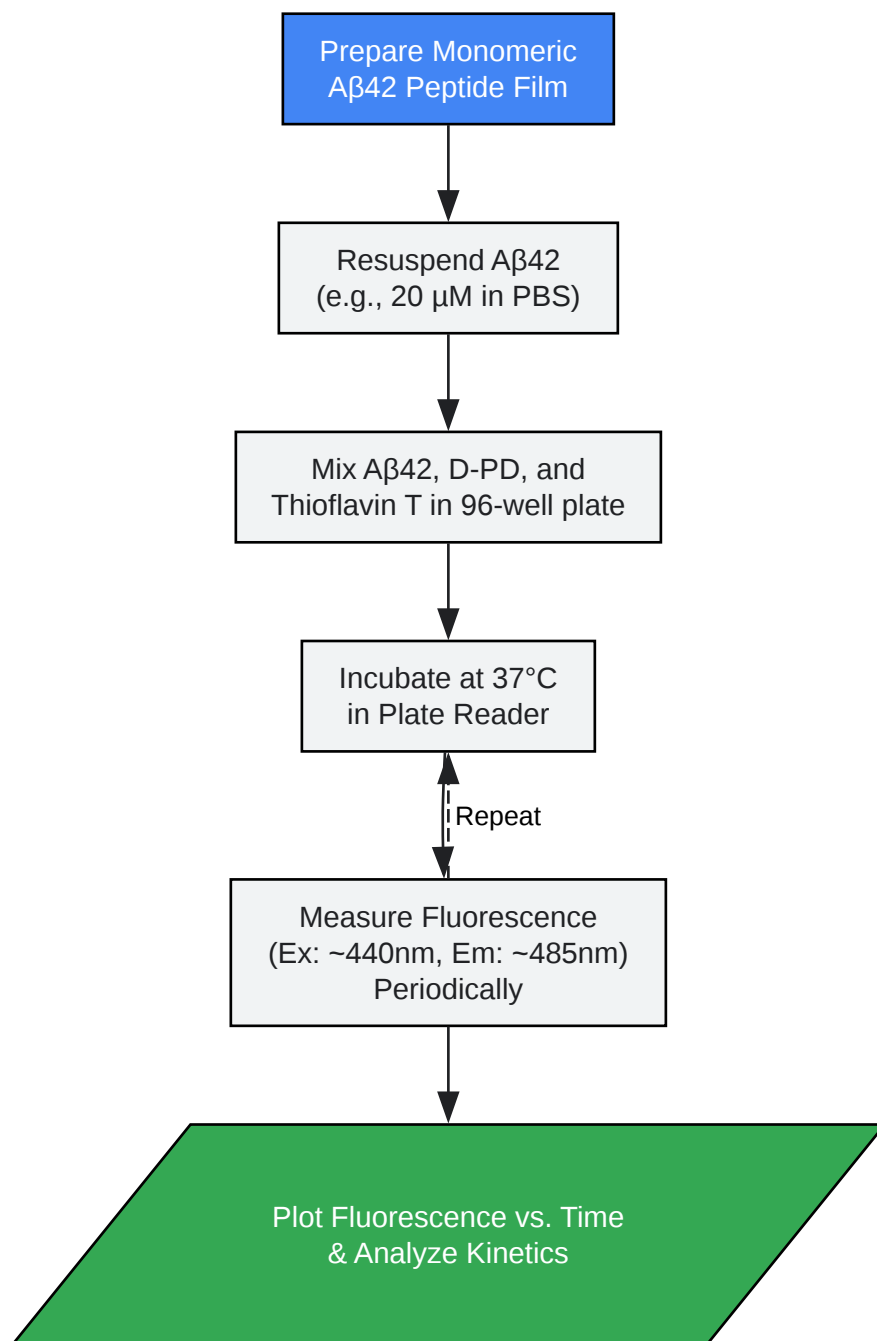 Prepare Monomeric
Aβ42 Peptide Film
Resuspend Aβ42
(e.g., 20 µM in PBS)
Mix Aβ42, D-PD, and
Thioflavin T in 96-well plate
Incubate at 37°C
in Plate Reader
Repeat
Measure Fluorescence
(Ex: ~440nm, Em: ~485nm)
Periodically
Plot Fluorescence vs. Time
& Analyze Kinetics